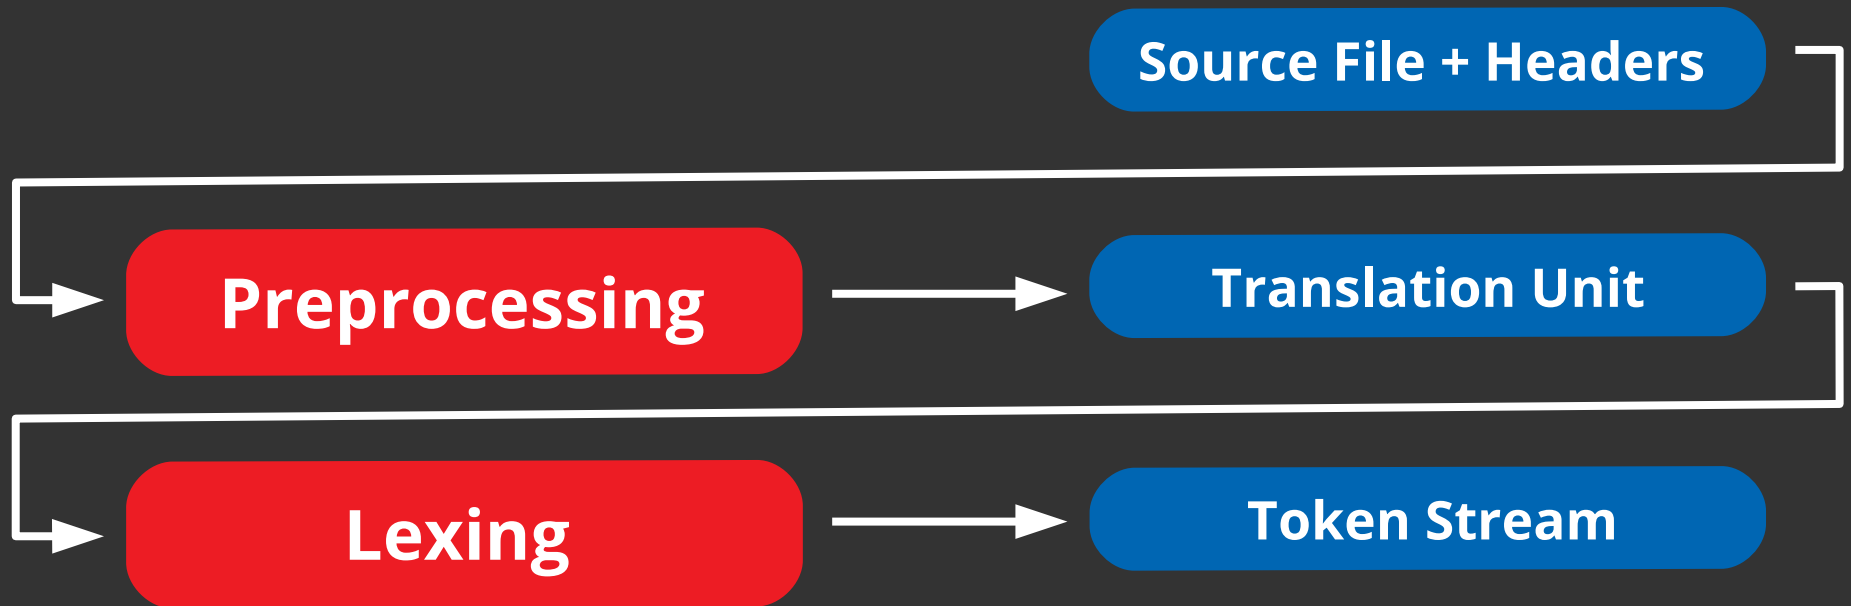 Source File + Headers
Preprocessing
Translation Unit
Lexing
Token Stream